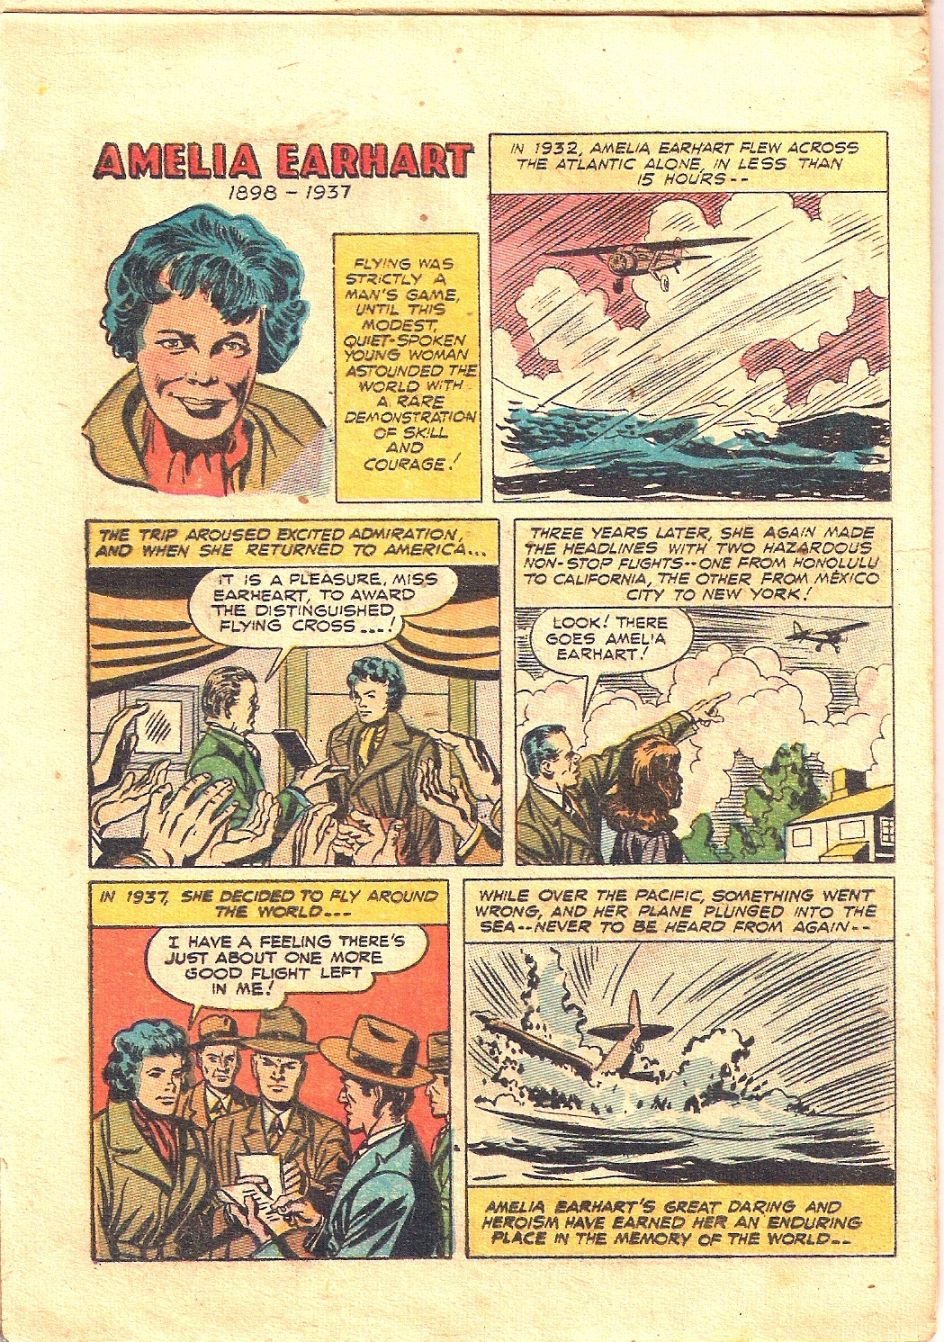 AMELIA EARHART
1898 - 1937
FLYING WAS
STRICTLY A
MAN'S GAME,
UNTIL THIS
MODEST,
QUIET-SPOKEN
YOUNG WOMAN
ASTOUNDED THE
WORLD WITH
A RARE
DEMONSTRATION
OF SKILL
AND
COURAGE!
IN 1932, AMELIA EARHART FLEW ACROSS
THE ATLANTIC ALONE, IN LESS THAN
15 HOURS--
THE TRIP AROUSED EXCITED ADMIRATION,
AND WHEN SHE RETURNED TO AMERICA...
IT IS A PLEASURE, MISS
EARHEART, TO AWARD
THE DISTINGUISHED
FLYING CROSS...!
THREE YEARS LATER, SHE AGAIN MADE
THE HEADLINES WITH TWO HAZARDOUS
NON-STOP FLIGHTS--ONE FROM HONOLULU
TO CALIFORNIA, THE OTHER FROM MEXICO
CITY TO NEW YORK!
LOOK! THERE
GOES AMELIA
EARHART!
IN 1937, SHE DECIDED TO FLY AROUND
THE WORLD---
I HAVE A FEELING THERE'S
JUST ABOUT ONE MORE
GOOD FLIGHT LEFT
IN ME!
WHILE OVER THE PACIFIC, SOMETHING WENT
WRONG, AND HER PLANE PLUNGED INTO THE
SEA--NEVER TO BE HEARD FROM AGAIN--
AMELIA EARHART'S GREAT DARING AND
HEROISM HAVE EARNED HER AN ENDURING
PLACE IN THE MEMORY OF THE WORLD--